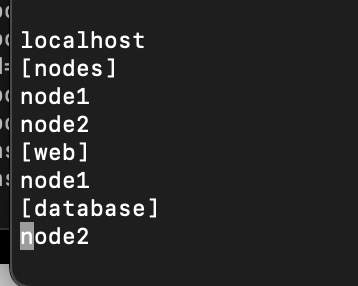 localhost
[nodes]
node1
node2
[web]
node1
[database]
node2